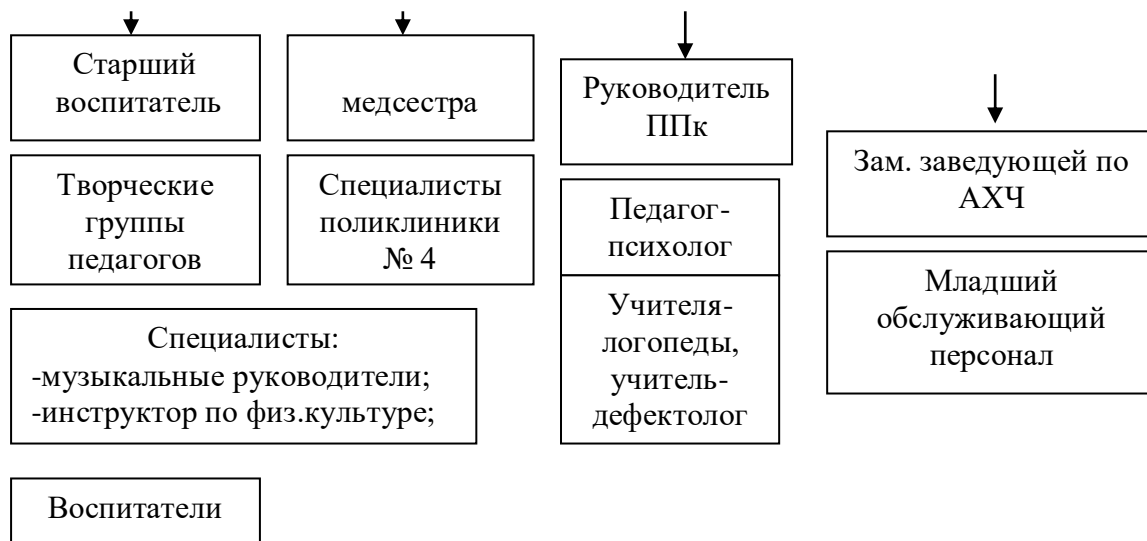 Старший
воспитатель
медсестра
Руководитель
ППк
Зам. заведующей по
АХЧ
Творческие
группы
педагогов
Специалисты
поликлиники
№ 4
Педагог-
психолог
Младший
обслуживающий
персонал
Учителя-
логопеды,
учитель-
дефектолог
Специалисты:
-музыкальные руководители;
-инструктор по физ.культуре;
Воспитатели